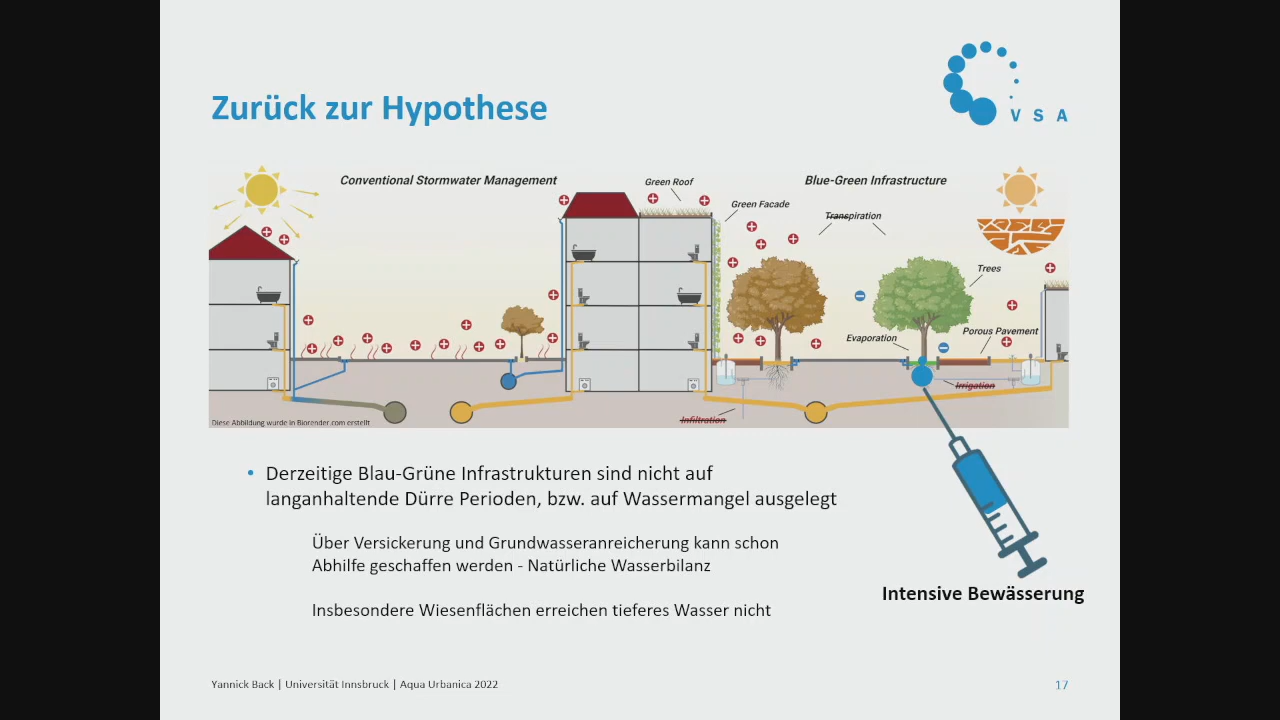 V S A
Zurück zur Hypothese
Conventional Stormwater Management
Green Roof
Blue-Green Infrastructure
Green Facade
Transpiration
Trees
Evaporation
Porous Pavement
Irrigation
Infiltration
Diese Abbildung wurde in Biorender.com erstellt
• Derzeitige Blau-Grüne Infrastrukturen sind nicht auf
langanhaltende Dürre Perioden, bzw. auf Wassermangel ausgelegt
Über Versickerung und Grundwasseranreicherung kann schon
Abhilfe geschaffen werden - Natürliche Wasserbilanz
Intensive Bewässerung
Insbesondere Wiesenflächen erreichen tieferes Wasser nicht
Yannick Back | Universität Innsbruck | Aqua Urbanica 2022
17